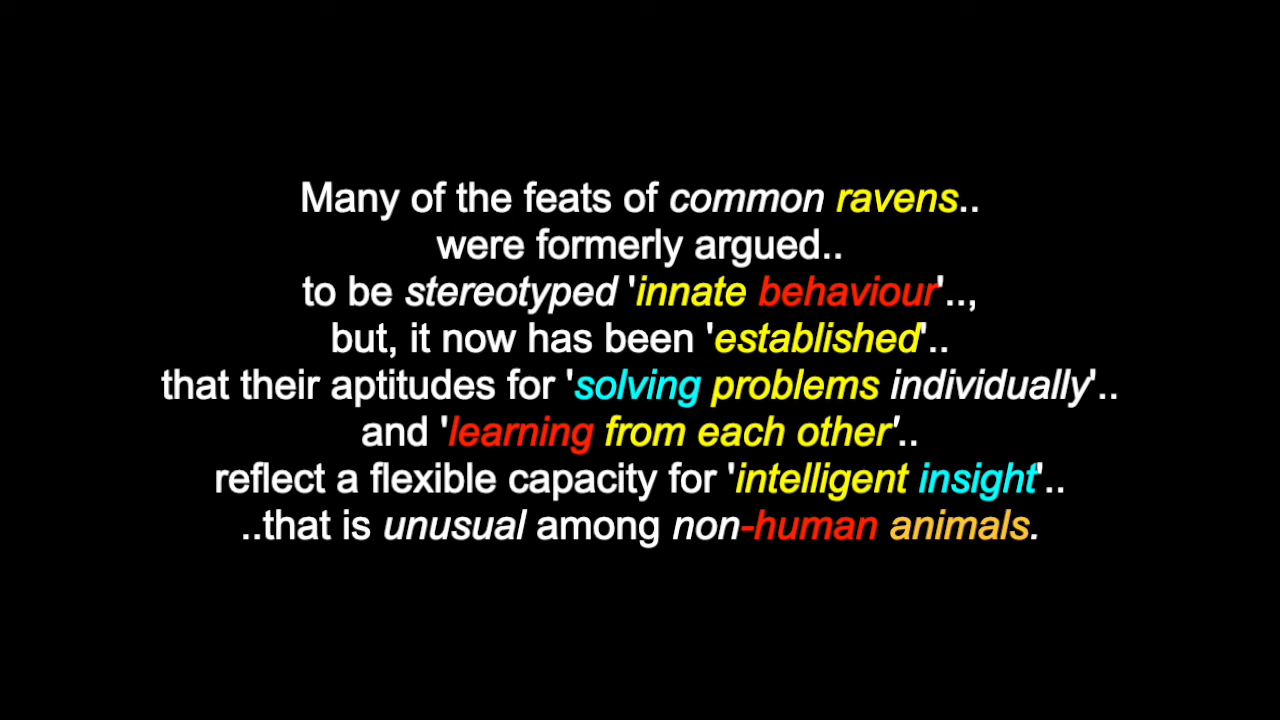 Many of the feats of common ravens..
were formerly argued..
to be stereotyped 'innate behaviour'..,
but, it now has been 'established'..
that their aptitudes for 'solving problems individually'..
and 'learning from each other'..
reflect a flexible capacity for 'intelligent insight'..
..that is unusual among non-human animals.